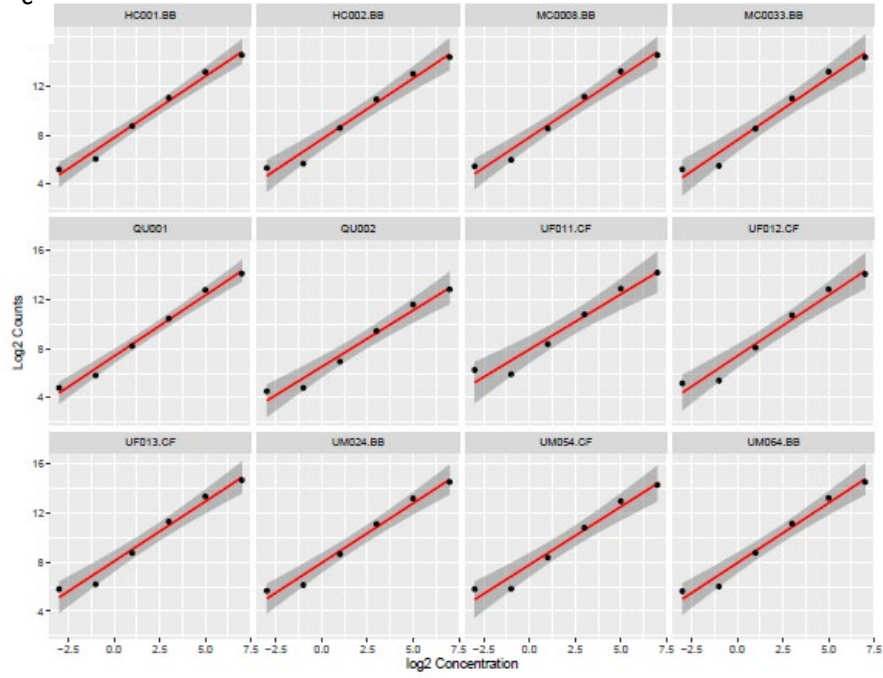 c
HC001.BB HC002.BB MC0008.BB MC0033.BB
12
8
4
QU001 QU002 UF011.CF UF012.CF
16
12
8
4
UF013.CF UM024.BB UM054.CF UM064.BB
16
12
8
4
Log2 Counts
−2.5 0.0 2.5 5.0 7.5 −2.5 0.0 2.5 5.0 7.5 −2.5 0.0 2.5 5.0 7.5 −2.5 0.0 2.5 5.0 7.5
log2 Concentration